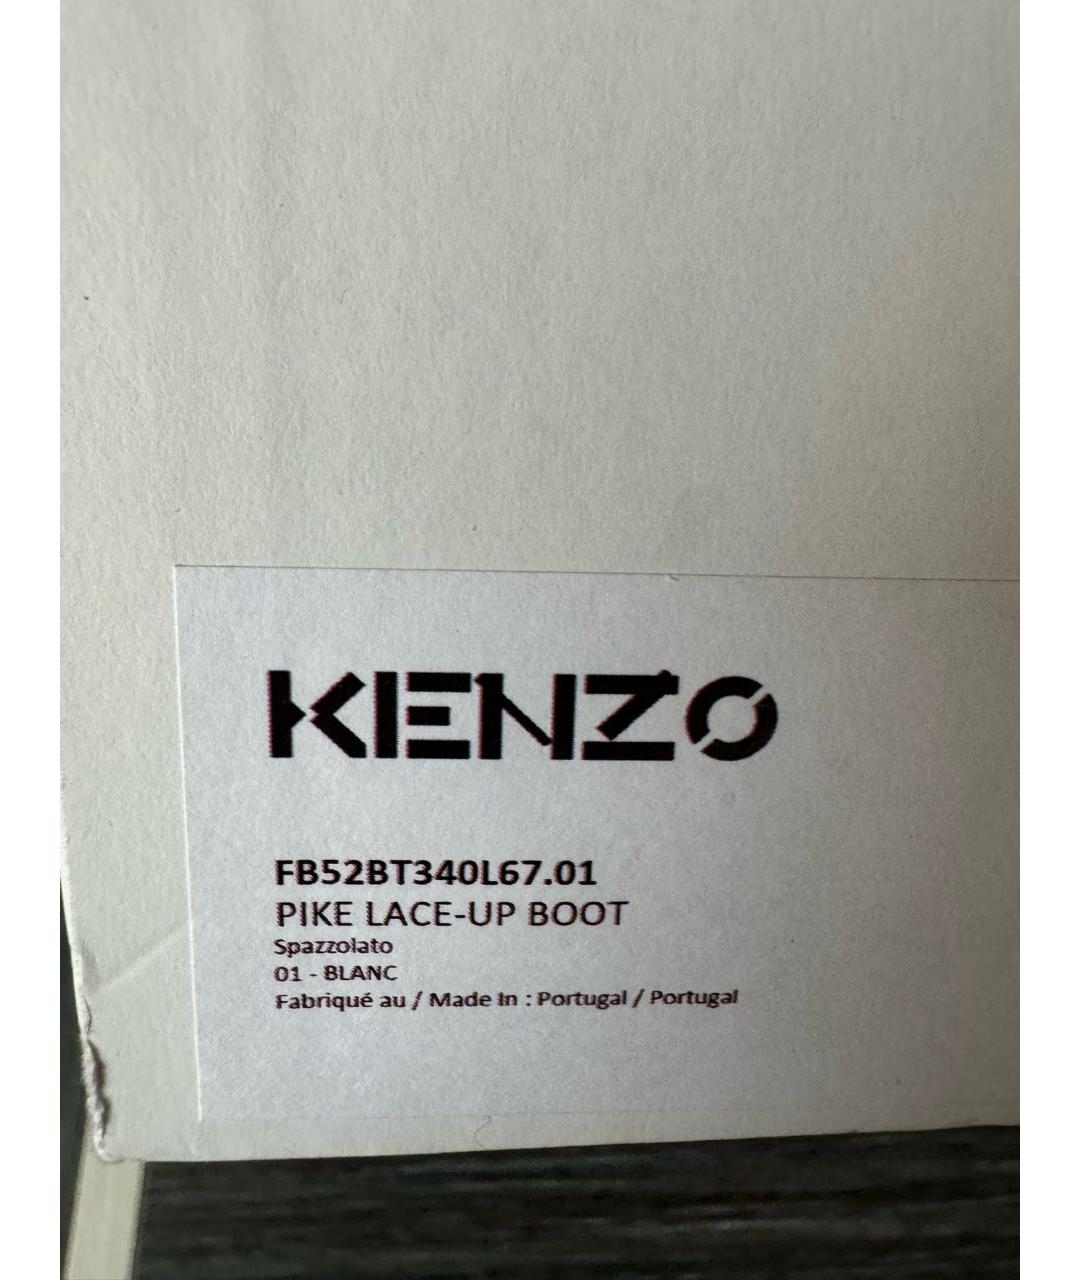 KENZO
FB52BT340L67.01
PIKE LACE-UP BOOT
Spazzolato
01 - BLANC
Fabriqué au / Made In : Portugal / Portugal